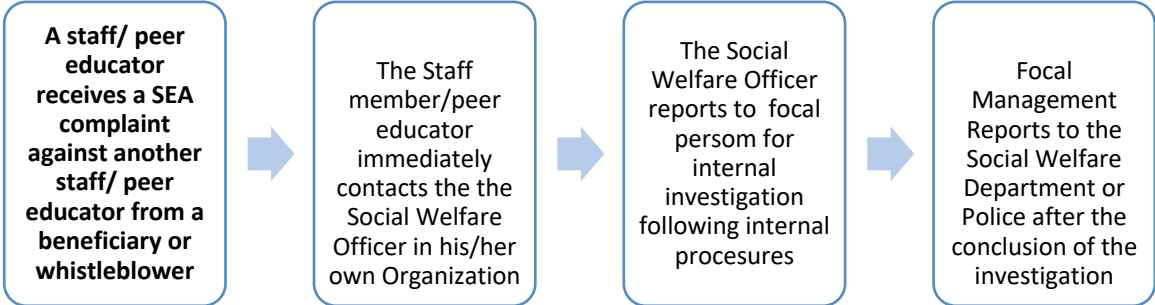 A staff/ peer
educator
receives a SEA
complaint
against another
staff/ peer
educator from a
beneficiary or
whistleblower
The Staff
member/peer
educator
immediately
contacts the the
Social Welfare
Officer in his/her
own Organization
The Social
Welfare Officer
reports to  focal
persom for
internal
investigation
following internal
procesures
Focal
Management
Reports to the
Social Welfare
Department or
Police after the
conclusion of the
investigation